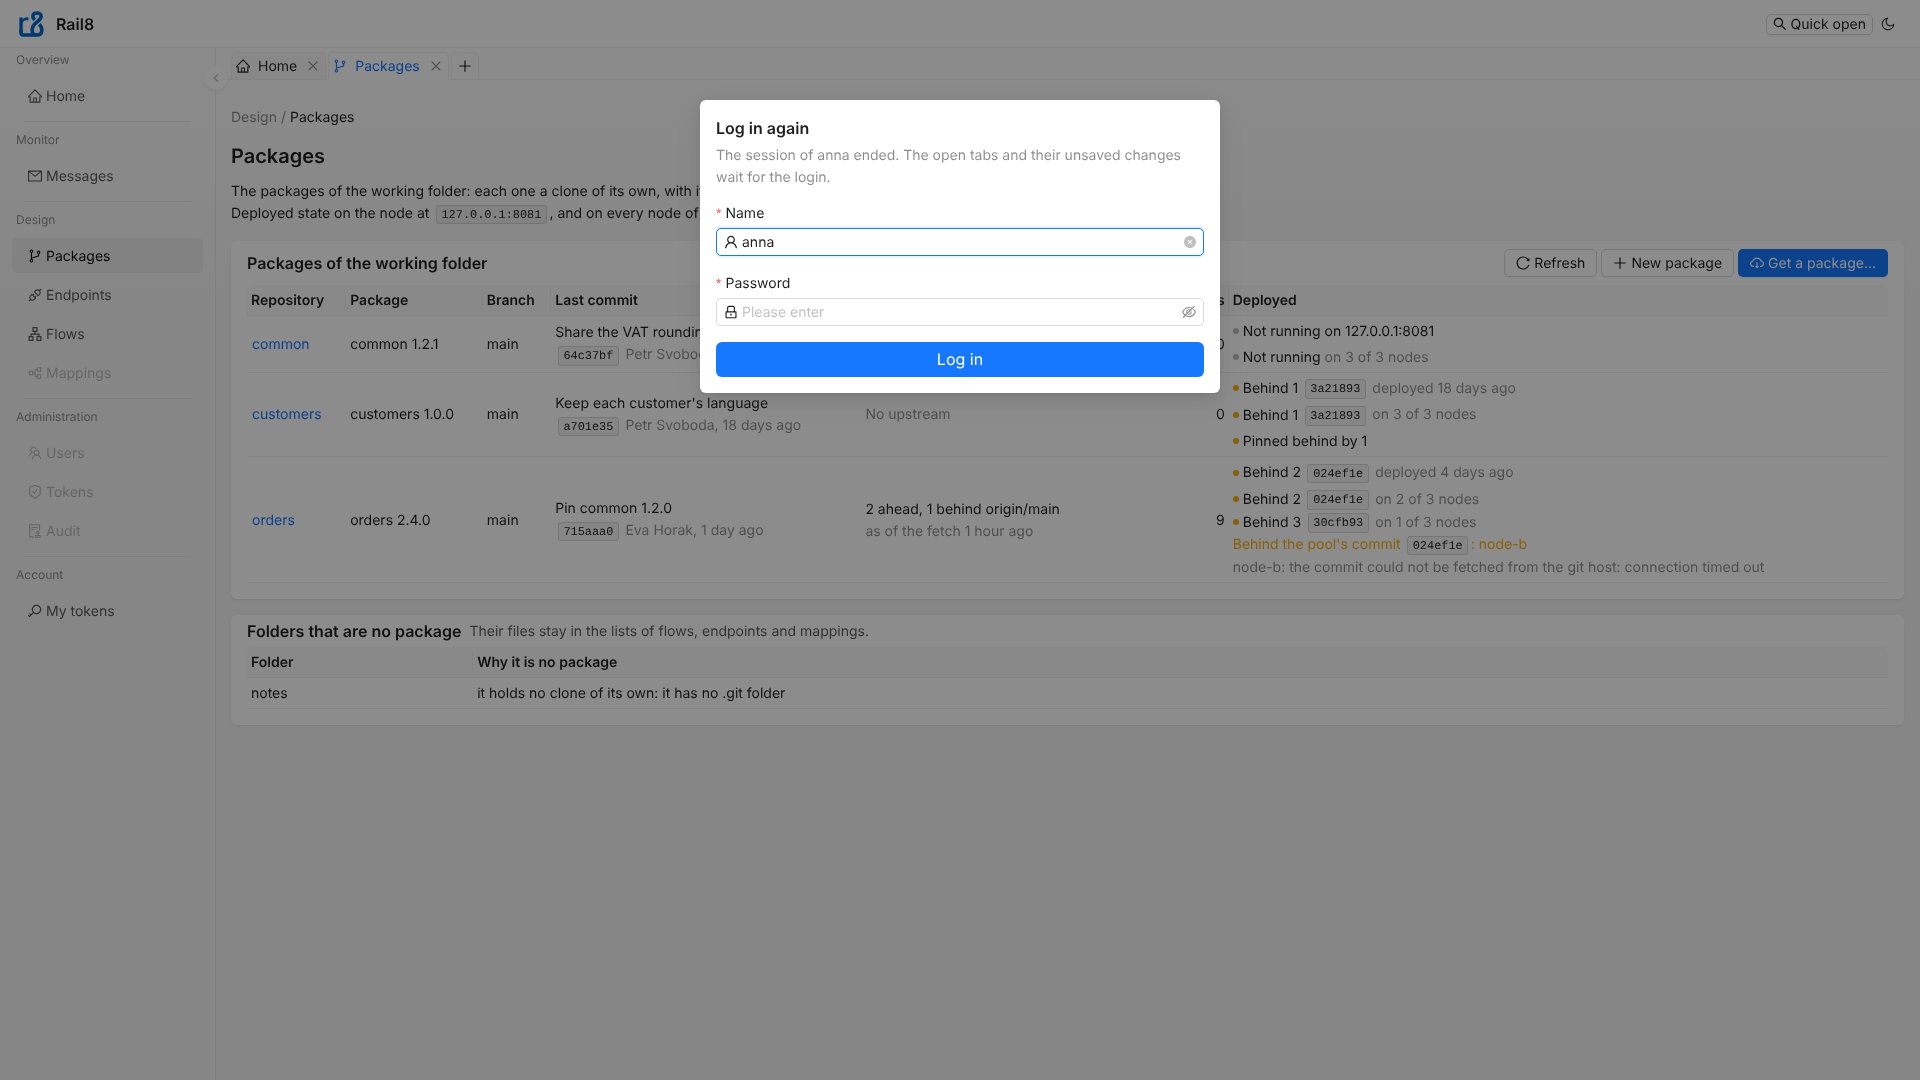 Rail8
Quick open
Overview
Home
Monitor
Messages
Design
Packages
Endpoints
Flows
Mappings
Administration
Users
Tokens
Audit
Account
My tokens
Home
Packages
Design / Packages
Packages
The packages of the working folder: each one a clone of its own, with
Deployed state on the node at 127.0.0.1:8081, and on every node of
Log in again
The session of anna ended. The open tabs and their unsaved changes
wait for the login.
* Name
anna
* Password
Please enter
Log in
Packages of the working folder
Refresh
New package
Get a package...
Repository Package Branch Last commit s Deployed
common common 1.2.1 main
Share the VAT
64c37bf Petr
Not running on 127.0.0.1:8081
Not running on 3 of 3 nodes
customers customers 1.0.0 main
Keep each customer's language
a701e35 Petr Svoboda, 18 days ago
No upstream
0
Behind 1 3a21893 deployed 18 days ago
Behind 1 3a21893 on 3 of 3 nodes
Pinned behind by 1
orders orders 2.4.0 main
Pin common 1.2.0
715aaa0 Eva Horak, 1 day ago
2 ahead, 1 behind origin/main
as of the fetch 1 hour ago
9
Behind 2 024ef1e deployed 4 days ago
Behind 2 024ef1e on 2 of 3 nodes
Behind 3 30cfb93 on 1 of 3 nodes
Behind the pool's commit 024ef1e : node-b
node-b: the commit could not be fetched from the git host: connection timed out
Folders that are no package Their files stay in the lists of flows, endpoints and mappings.
Folder Why it is no package
notes it holds no clone of its own: it has no .git folder